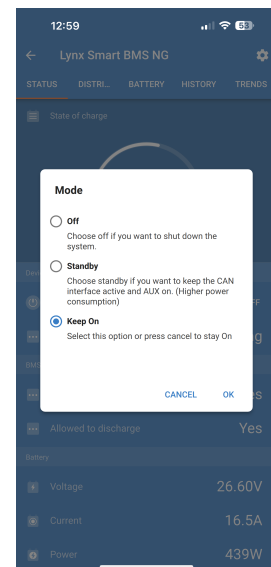 12:59
53
Lynx Smart BMS NG
STATUS DISTRI... BATTERY HISTORY TRENDS
State of charge
Mode
Off
Choose off if you want to shut down the
system.
Standby
Choose standby if you want to keep the CAN
interface active and AUX on. (Higher power
consumption)
Keep On
Select this option or press cancel to stay On
CANCEL OK
BMS
Allowed to discharge Yes
Battery
Voltage 26.60V
Current 16.5A
Power 439W